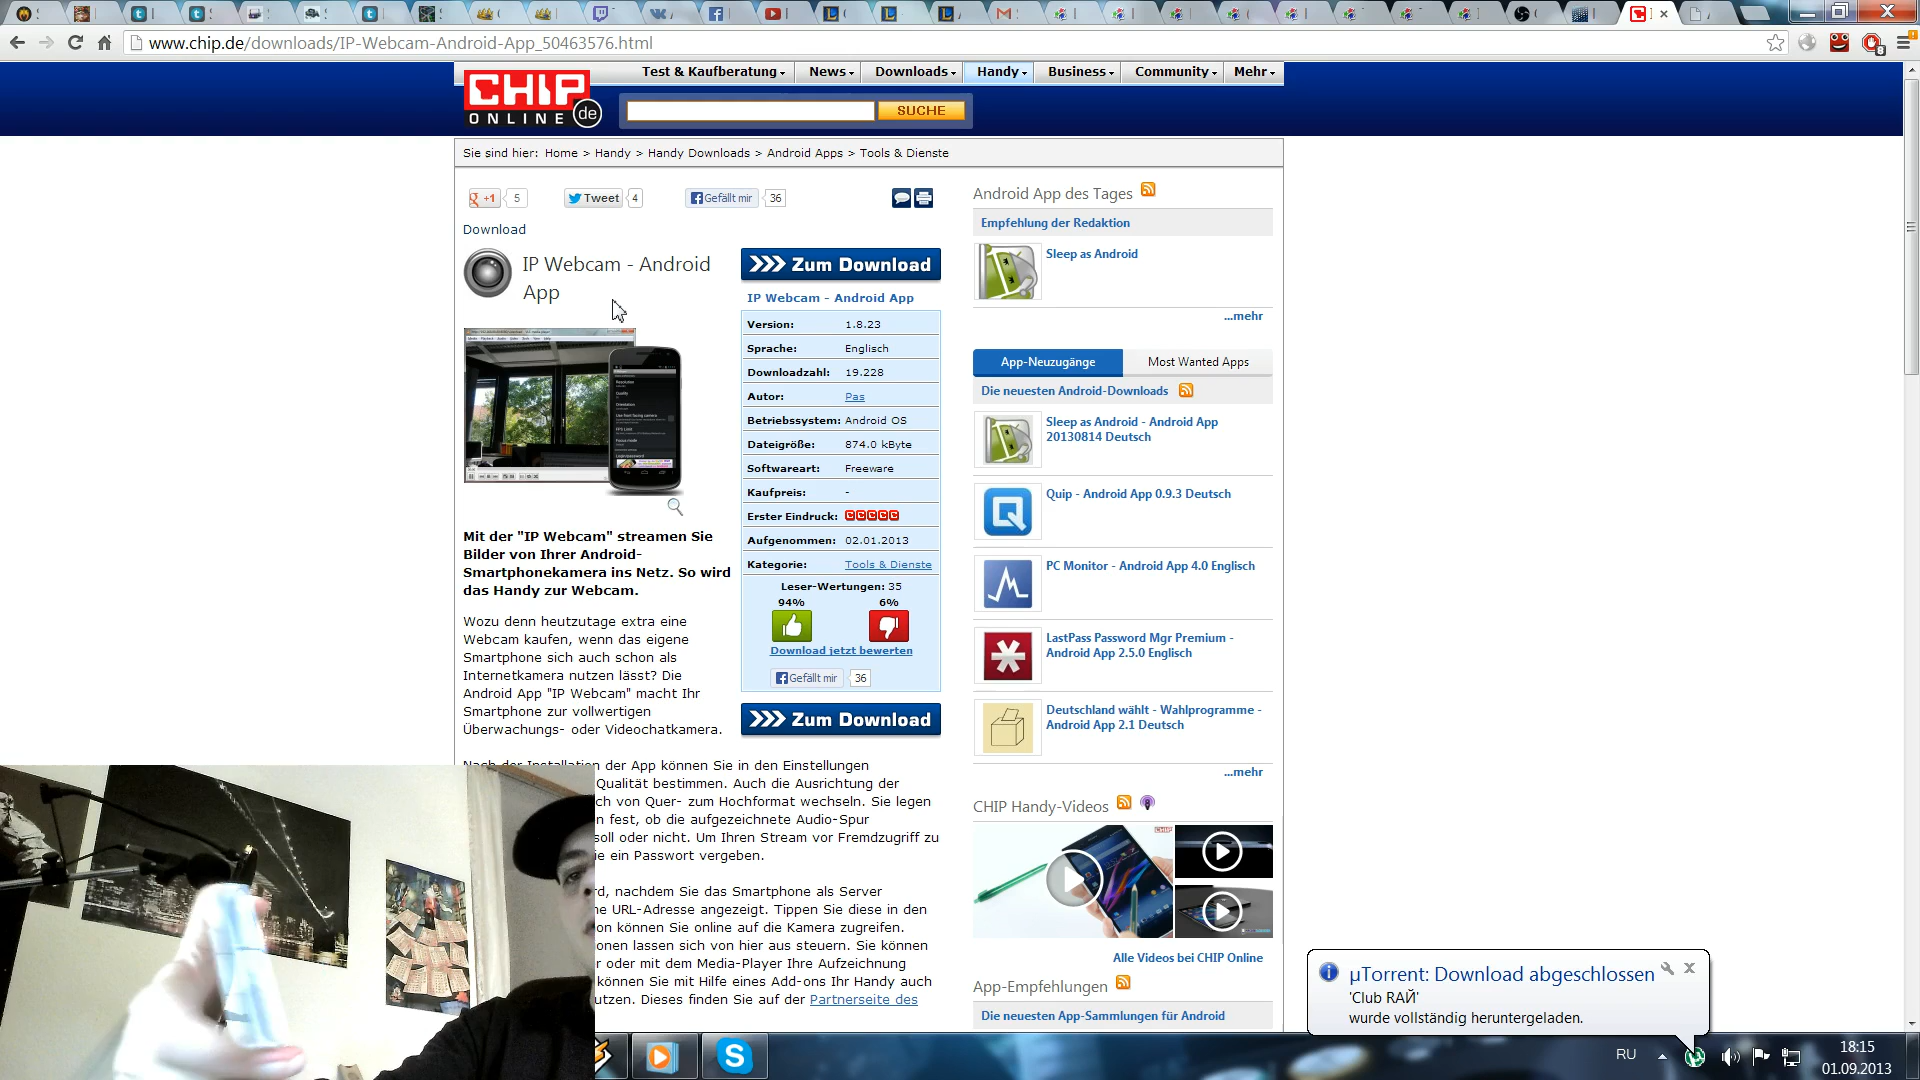 www.chip.de/downloads/IP-Webcam-Android-App_50463576.html
CHIP
ONLINE de
Test & Kaufberatung
News
Downloads
Handy
Business
Community
Mehr
SUCHE
Sie sind hier: Home > Handy > Handy Downloads > Android Apps > Tools & Dienste
+1 5
Tweet 4
Gefällt mir 36
Download
IP Webcam - Android
App
Zum Download
IP Webcam - Android App
Version: 1.8.23
Sprache: Englisch
Downloadzahl: 19.228
Autor: Pas
Betriebssystem: Android OS
Dateigröße: 874.0 kByte
Softwareart: Freeware
Kaufpreis: -
Erster Eindruck:
Aufgenommen: 02.01.2013
Kategorie: Tools & Dienste
Leser-Wertungen: 35
94% 6%
Download jetzt bewerten
Gefällt mir 36
Zum Download
Mit der "IP Webcam" streamen Sie
Bilder von Ihrer Android-
Smartphonekamera ins Netz. So wird
das Handy zur Webcam.
Wozu denn heutzutage extra eine
Webcam kaufen, wenn das eigene
Smartphone sich auch schon als
Internetkamera nutzen lässt? Die
Android App "IP Webcam" macht Ihr
Smartphone zur vollwertigen
Überwachungs- oder Videochatkamera.
Nach der Installation der App können Sie in den Einstellungen
Qualität bestimmen. Auch die Ausrichtung der
ch von Quer- zum Hochformat wechseln. Sie legen
n fest, ob die aufgezeichnete Audio-Spur
soll oder nicht. Um Ihren Stream vor Fremdzugriff zu
ie ein Passwort vergeben.
rd, nachdem Sie das Smartphone als Server
ne URL-Adresse angezeigt. Tippen Sie diese in den
on können Sie online auf die Kamera zugreifen.
onen lassen sich von hier aus steuern. Sie können
r oder mit dem Media-Player Ihre Aufzeichnung
können Sie mit Hilfe eines Add-ons Ihr Handy auch
utzen. Dieses finden Sie auf der Partnerseite des
Android App des Tages
Empfehlung der Redaktion
Sleep as Android
...mehr
App-Neuzugänge
Most Wanted Apps
Die neuesten Android-Downloads
Sleep as Android - Android App
20130814 Deutsch
Quip - Android App 0.9.3 Deutsch
PC Monitor - Android App 4.0 Englisch
LastPass Password Mgr Premium -
Android App 2.5.0 Englisch
Deutschland wählt - Wahlprogramme -
Android App 2.1 Deutsch
...mehr
CHIP Handy-Videos
CHIP
Alle Videos bei CHIP Online
App-Empfehlungen
Die neuesten App-Sammlungen für Android
µTorrent: Download abgeschlossen
'Club RAЙ'
wurde vollständig heruntergeladen.
RU
18:15
01.09.2013